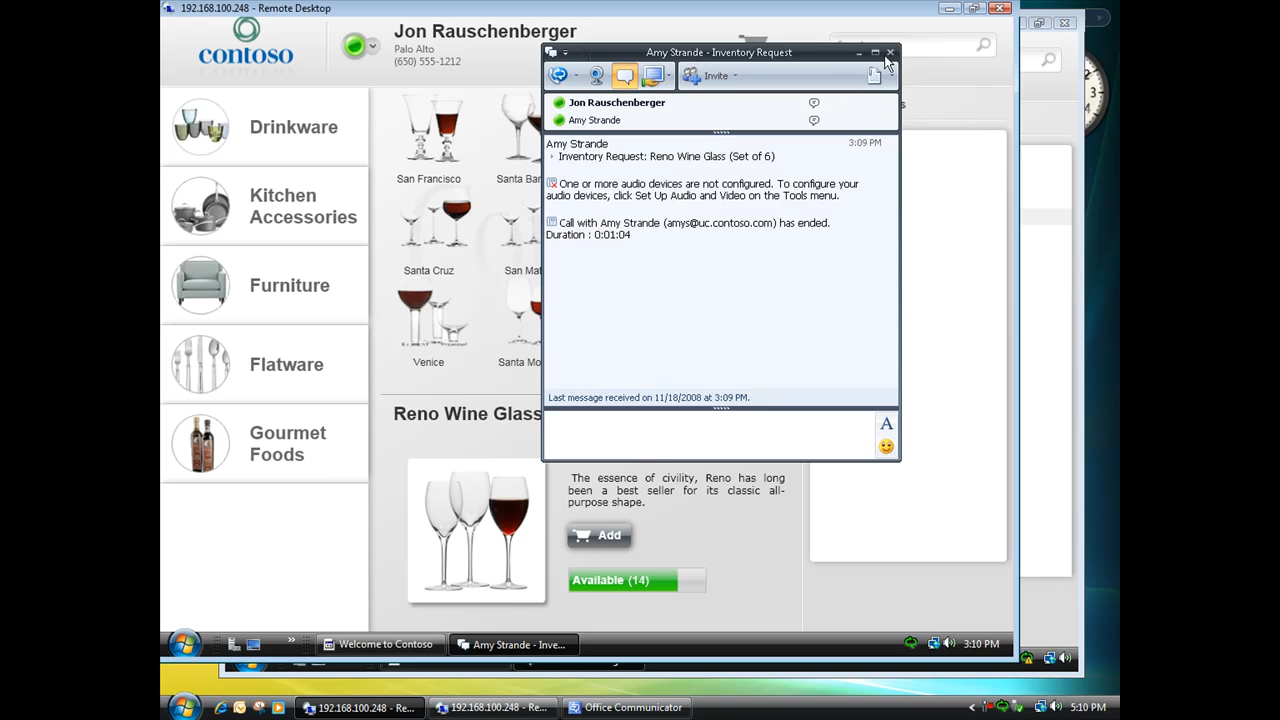 192.168.100.248 - Remote Desktop
contoso
Jon Rauschenberger
Palo Alto
(650) 555-1212
Drinkware
Kitchen
Accessories
Furniture
Flatware
Gourmet
Foods
San Francisco
Santa Bar
Santa Cruz
San Mat
Venice
Santa Mo
Reno Wine Glass
The essence of civility, Reno has long
been a best seller for its classic all-
purpose shape.
Add
Available (14)
Amy Strande - Inventory Request
Invite
Jon Rauschenberger
Amy Strande
Amy Strande 3:09 PM
Inventory Request: Reno Wine Glass (Set of 6)
One or more audio devices are not configured. To configure your
audio devices, click Set Up Audio and Video on the Tools menu.
Call with Amy Strande (amys@uc.contoso.com) has ended.
Duration : 0:01:04
Last message received on 11/18/2008 at 3:09 PM.
A
Welcome to Contoso
Amy Strande - Inve...
3:10 PM
192.168.100.248 - Re...
192.168.100.248 - Re...
Office Communicator
5:10 PM